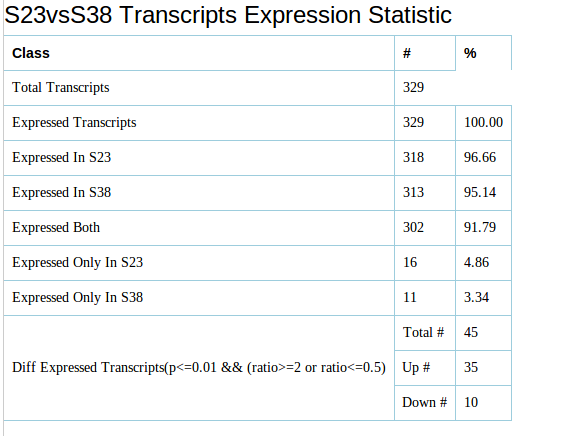 S23vsS38 Transcripts Expression Statistic
Class # %
Total Transcripts 329
Expressed Transcripts 329 100.00
Expressed In S23 318 96.66
Expressed In S38 313 95.14
Expressed Both 302 91.79
Expressed Only In S23 16 4.86
Expressed Only In S38 11 3.34
Total # 45
Diff Expressed Transcripts(p<=0.01 && (ratio>=2 or ratio<=0.5) Up # 35
Down # 10